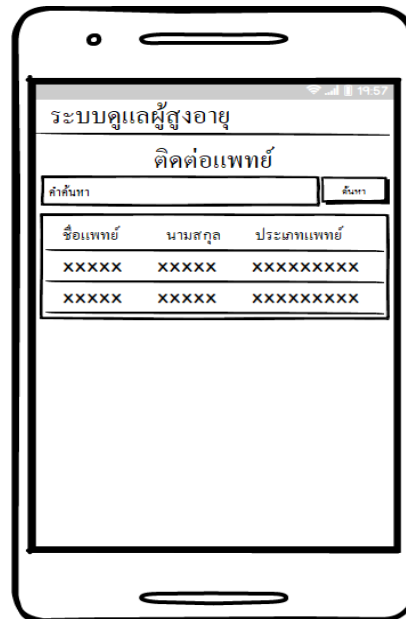 19:57
ระบบดูแลผู้สูงอายุ
ติดต่อแพทย์
คำค้นหา ค้นหา
ชื่อแพทย์ นามสกุล ประเภทแพทย์
xxxxx xxxxx xxxxxxxxx
xxxxx xxxxx xxxxxxxxx